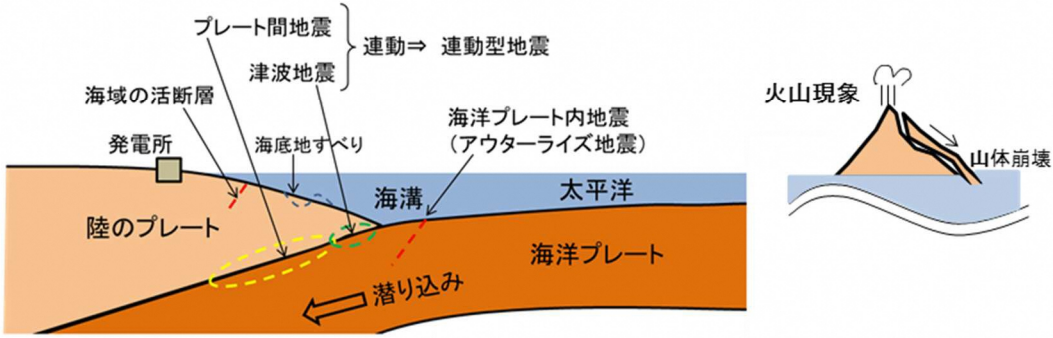 プレート間地震
連動⇒ 連動型地震
津波地震
海域の活断層
海洋プレート内地震
(アウターライズ地震)
発電所
海底地すべり
海溝
太平洋
陸のプレート
海洋プレート
潜り込み
火山現象
山体崩壊